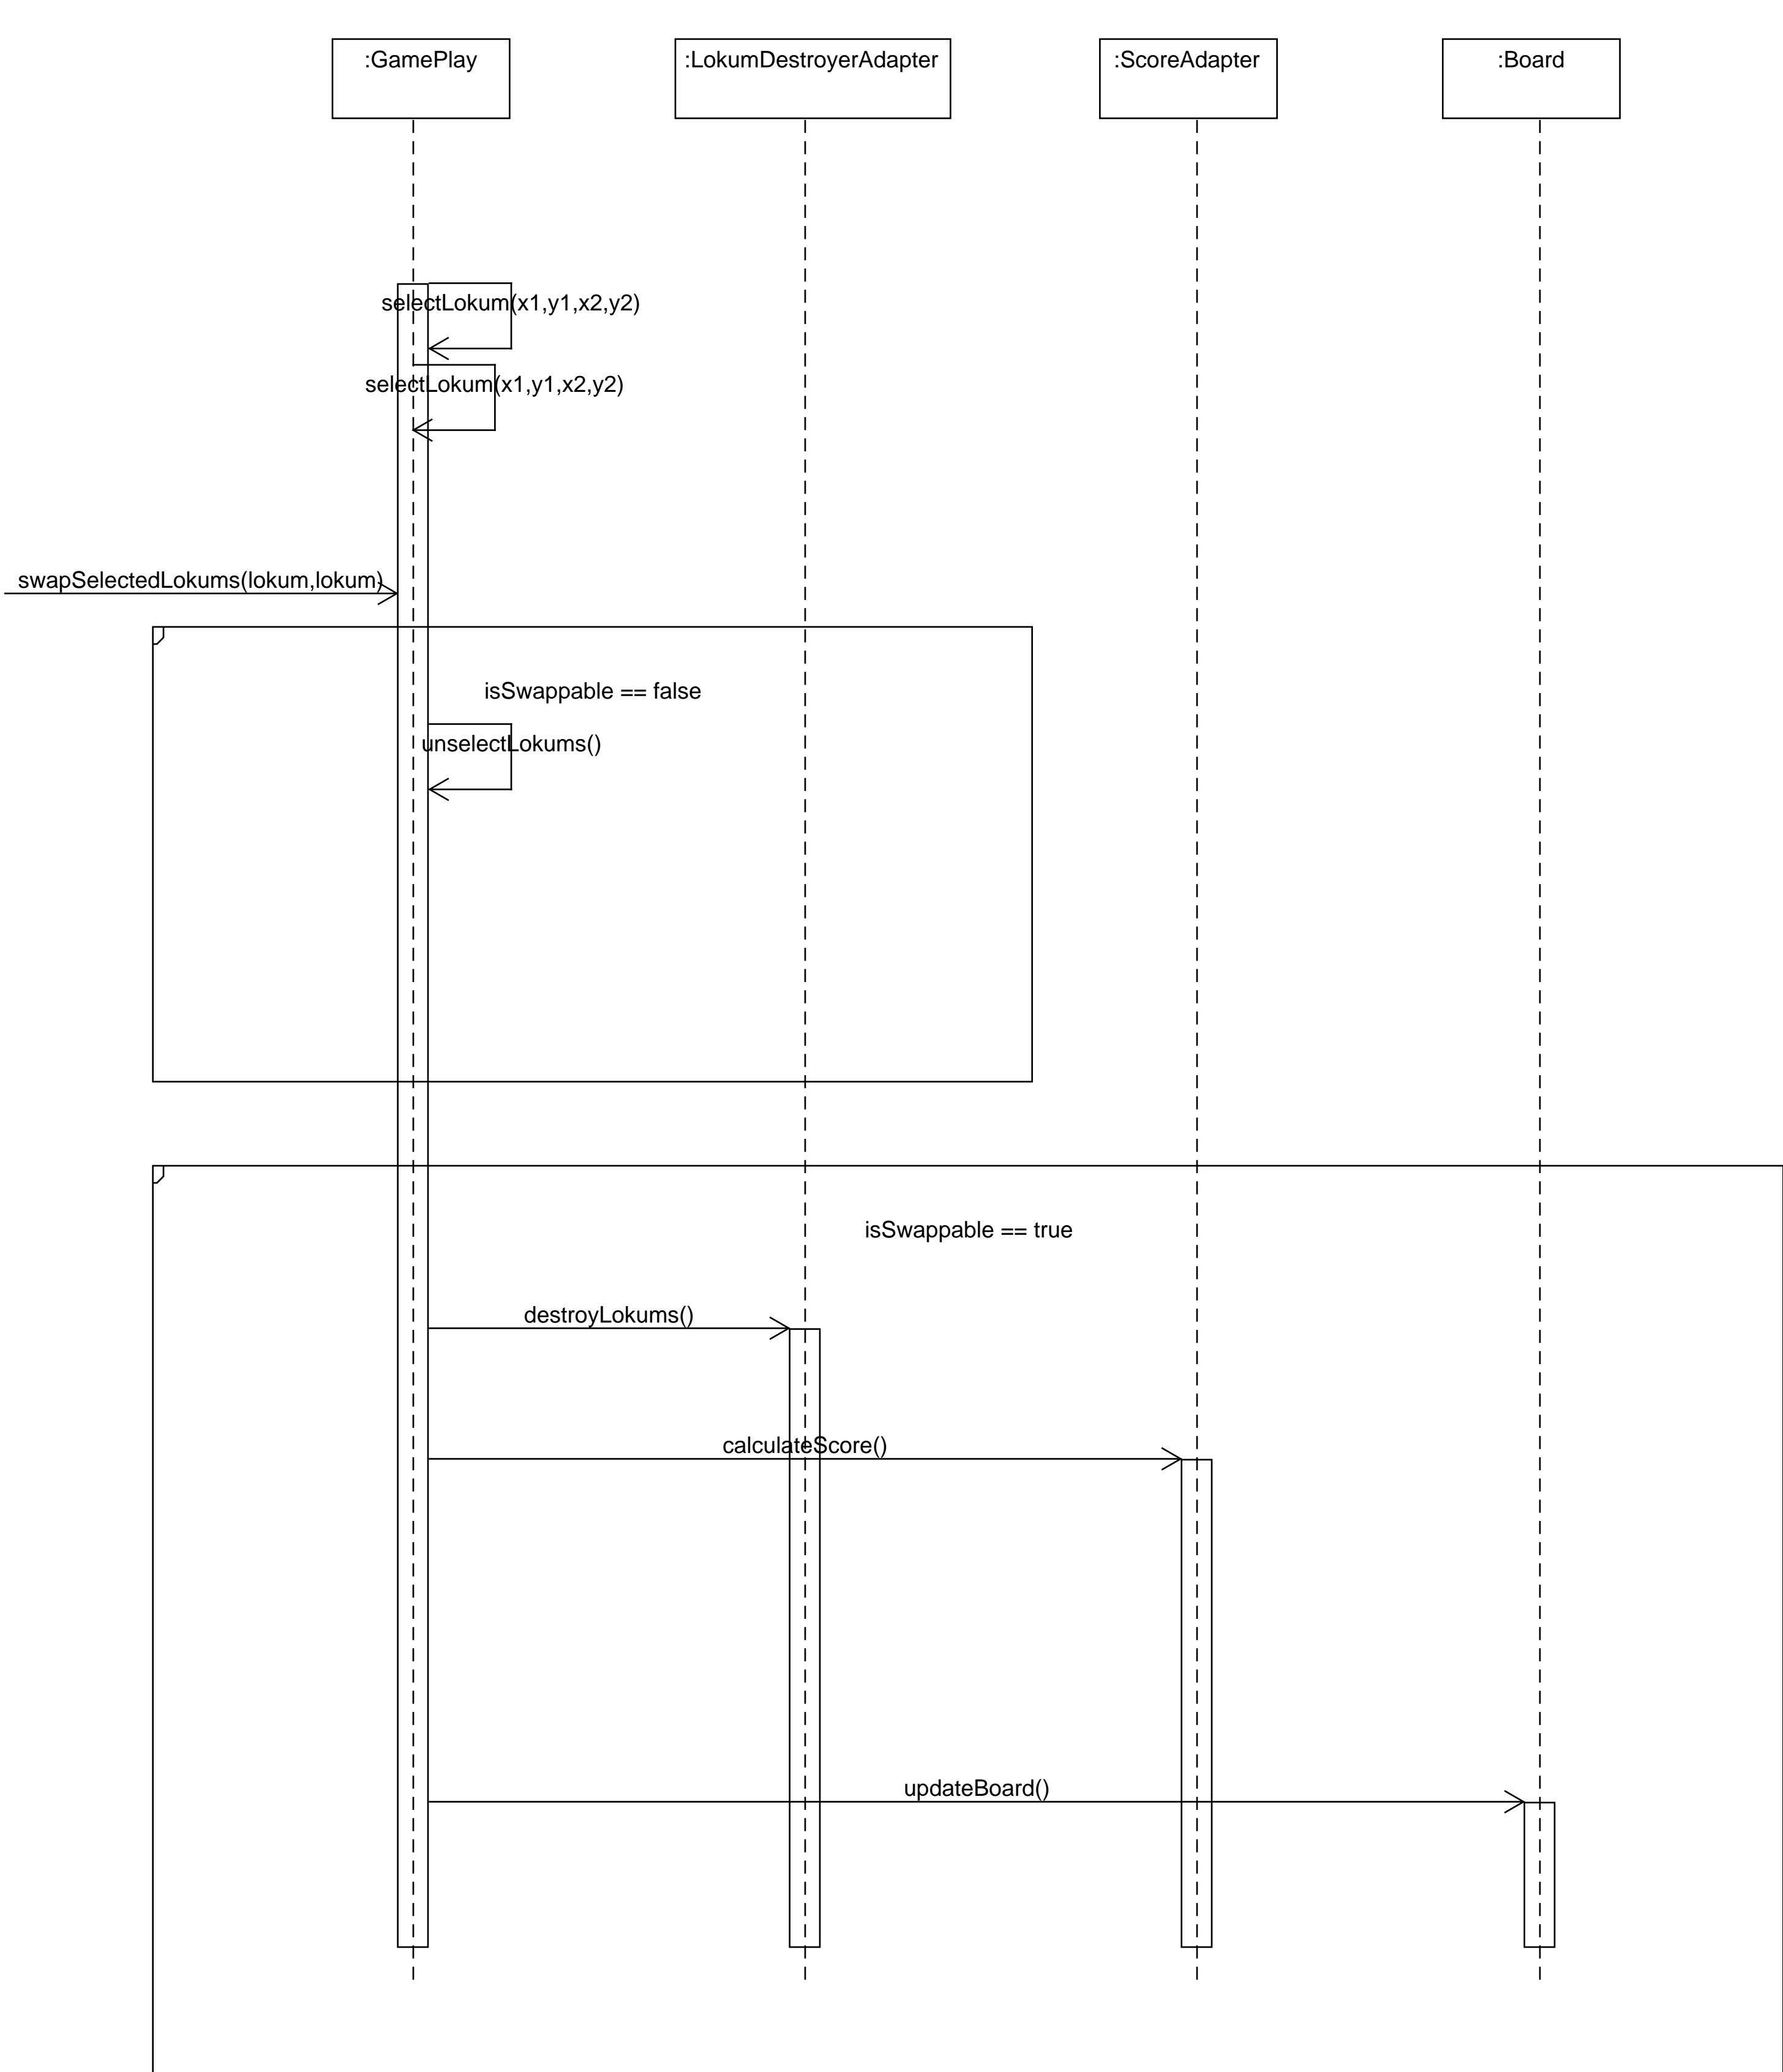 :GamePlay
:LokumDestroyerAdapter
:ScoreAdapter
:Board
selectLokum(x1,y1,x2,y2)
selectLokum(x1,y1,x2,y2)
swapSelectedLokums(lokum,lokum)
isSwappable == false
unselectLokums()
isSwappable == true
destroyLokums()
calculateScore()
updateBoard()